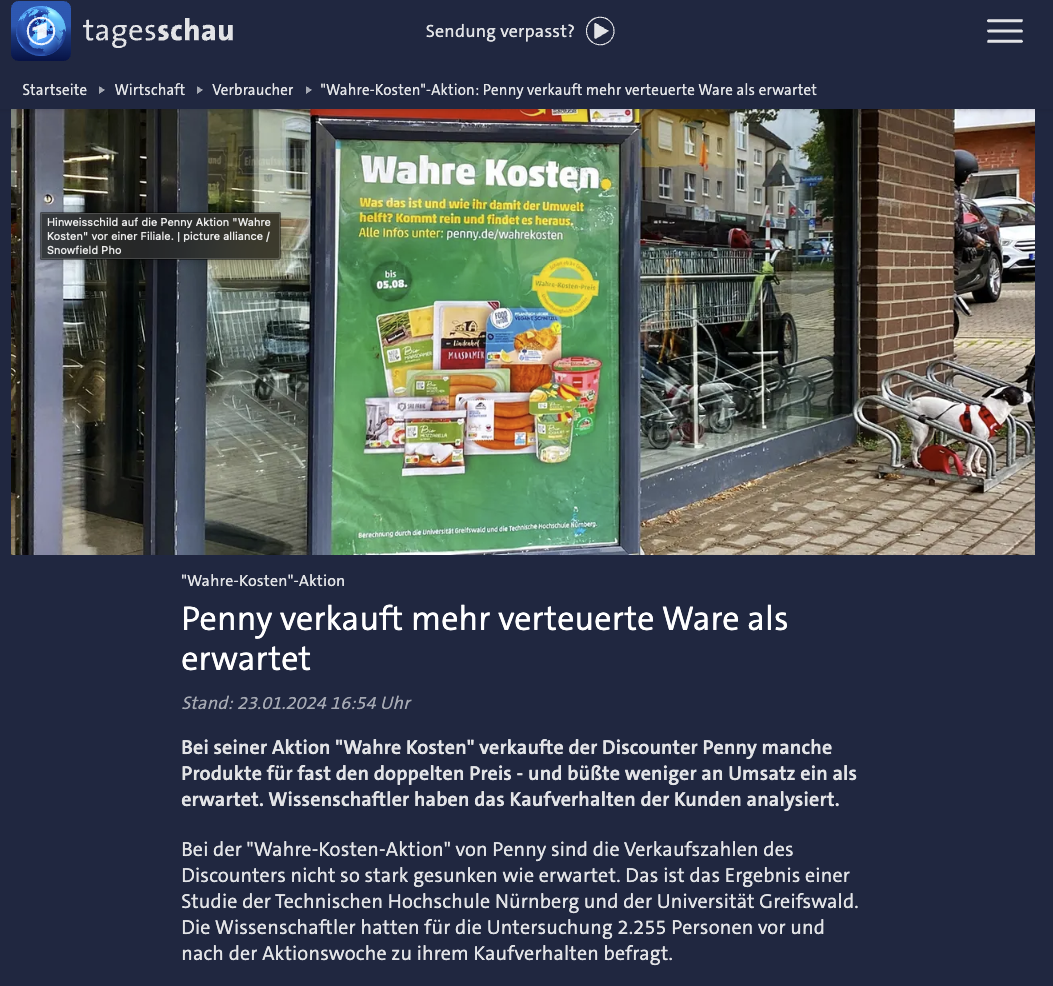 tagesschau
Sendung verpasst?
Startseite Wirtschaft Verbraucher "Wahre-Kosten"-Aktion: Penny verkauft mehr verteuerte Ware als erwartet
Wahre Kosten.
Was das ist und wie ihr damit der Umwelt
helft? Kommt rein und findet es heraus.
Alle Infos unter: penny.de/wahrekosten
Hinweisschild auf die Penny Aktion "Wahre
Kosten" vor einer Filiale. | picture alliance /
Snowfield Pho
bis
05.08.
Wahre-Kosten-Preis
FOOD
MAASDAMER
Bio
Bio
MOZZARELLA
Berechnung durch die Universität Greifswald und die Technische Hochschule Nürnberg.
"Wahre-Kosten"-Aktion
Penny verkauft mehr verteuerte Ware als
erwartet
Stand: 23.01.2024 16:54 Uhr
Bei seiner Aktion "Wahre Kosten" verkaufte der Discounter Penny manche
Produkte für fast den doppelten Preis - und büßte weniger an Umsatz ein als
erwartet. Wissenschaftler haben das Kaufverhalten der Kunden analysiert.
Bei der "Wahre-Kosten-Aktion" von Penny sind die Verkaufszahlen des
Discounters nicht so stark gesunken wie erwartet. Das ist das Ergebnis einer
Studie der Technischen Hochschule Nürnberg und der Universität Greifswald.
Die Wissenschaftler hatten für die Untersuchung 2.255 Personen vor und
nach der Aktionswoche zu ihrem Kaufverhalten befragt.